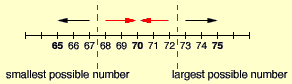 65 66 67 68 69 70 71 72 73 74 75
smallest possible number largest possible number